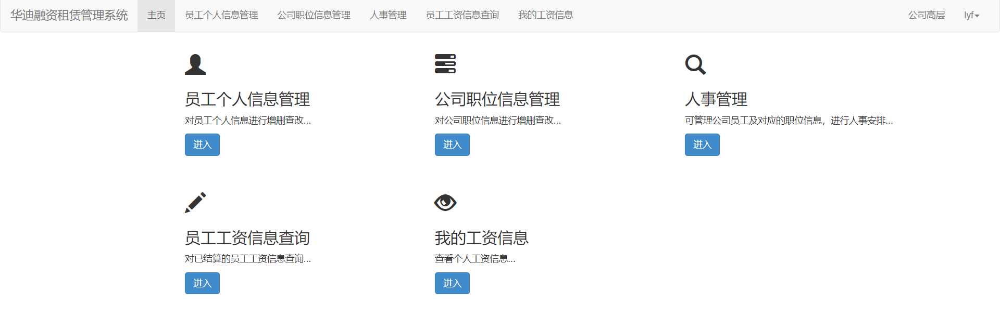 华迪融资租赁管理系统 主页 员工个人信息管理 公司职位信息管理 人事管理 员工工资信息查询 我的工资信息 公司高层 lyf
员工个人信息管理
对员工个人信息进行增删查改...
进入
公司职位信息管理
对公司职位信息进行增删查改...
进入
人事管理
可管理公司员工及对应的职位信息，进行人事安排...
进入
员工工资信息查询
对已结算的员工工资信息查询...
进入
我的工资信息
查看个人工资信息...
进入